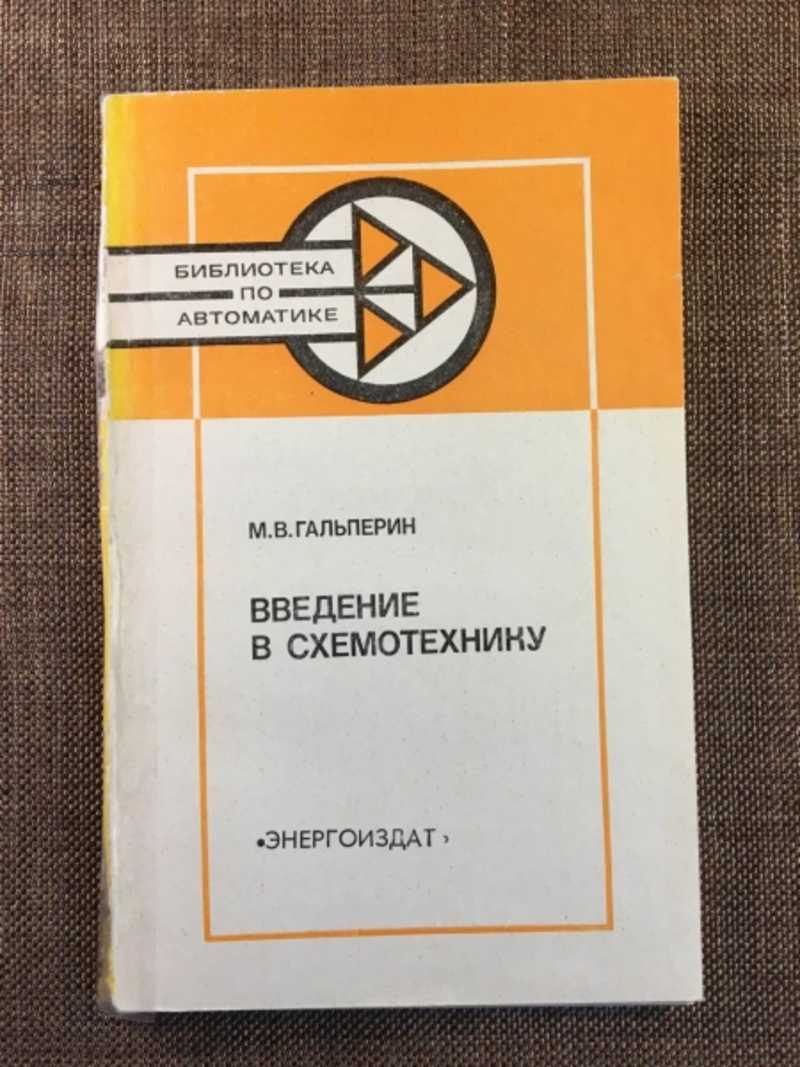 БИБЛИОТЕКА
ПО
АВТОМАТИКЕ
М.В.ГАЛЬПЕРИН
ВВЕДЕНИЕ
В СХЕМОТЕХНИКУ
«ЭНЕРГОИЗДАТ»